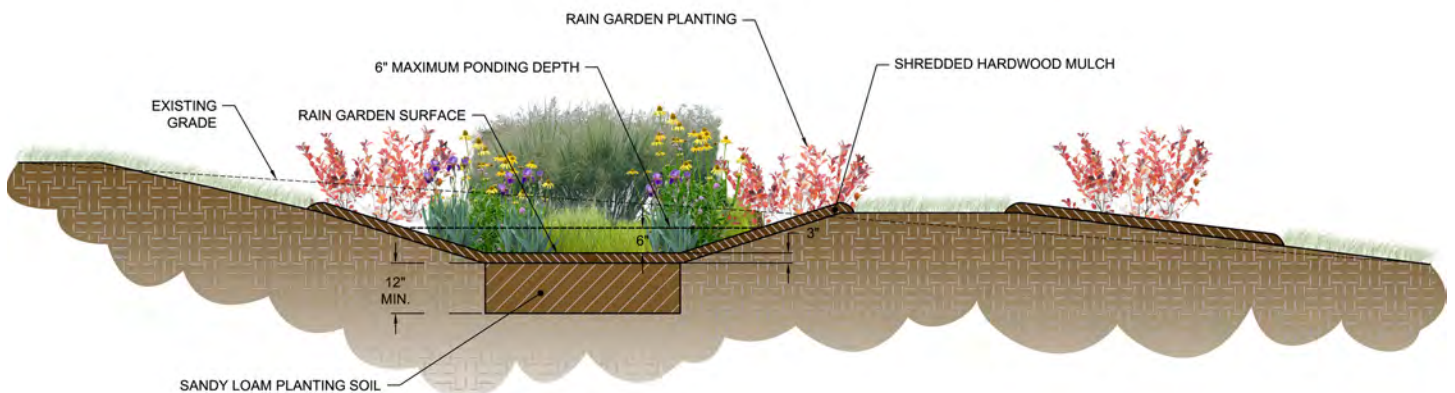 RAIN GARDEN PLANTING
6" MAXIMUM PONDING DEPTH
SHREDDED HARDWOOD MULCH
EXISTING
GRADE
RAIN GARDEN SURFACE
6"
3"
12"
MIN.
SANDY LOAM PLANTING SOIL